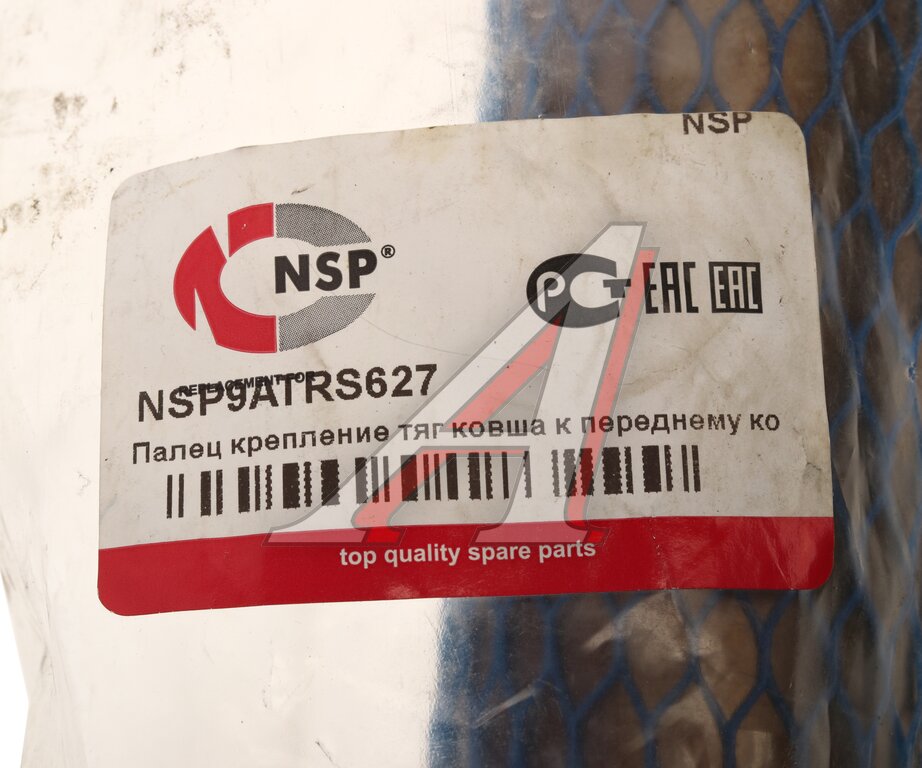 NSP
NSP®
РСТ EAC EAC
REPLACEMENT FOR
NSP9ATRS627
Палец крепление тяг ковша к переднему ко
top quality spare parts